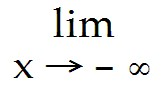 lim
x → − ∞